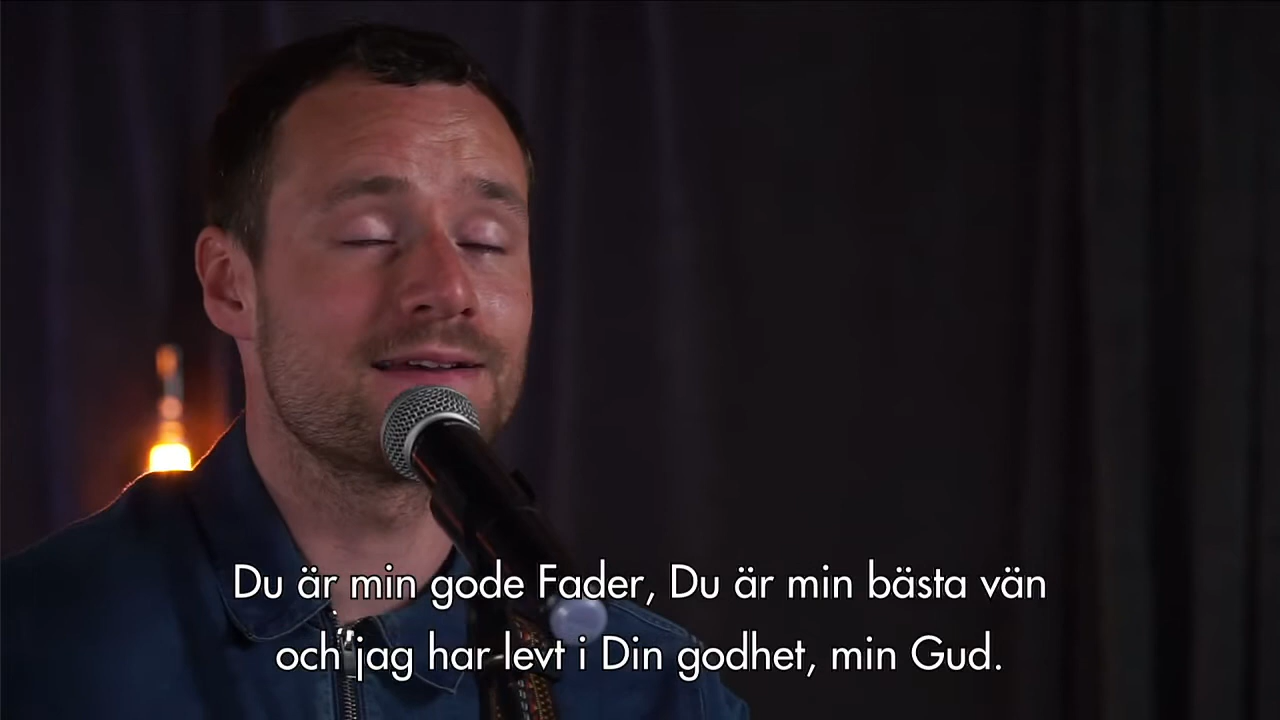 Du är min gode Fader, Du är min bästa vän
och jag har levt i Din godhet, min Gud.